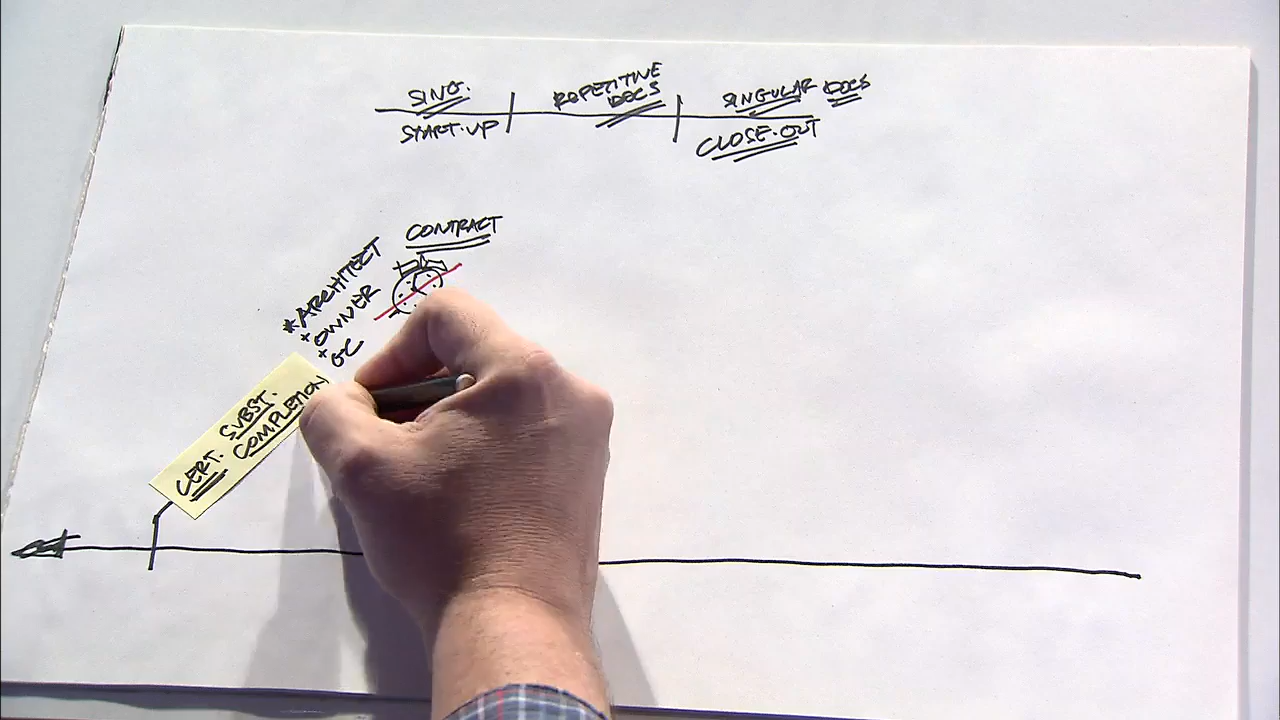 SING.
REPETITIVE
DOCS
SINGULAR DOCS
START-UP
CLOSE-OUT
CONTRACT
*ARCHITECT
*OWNER
*GC
CERT. SUBST.
COMPLETION